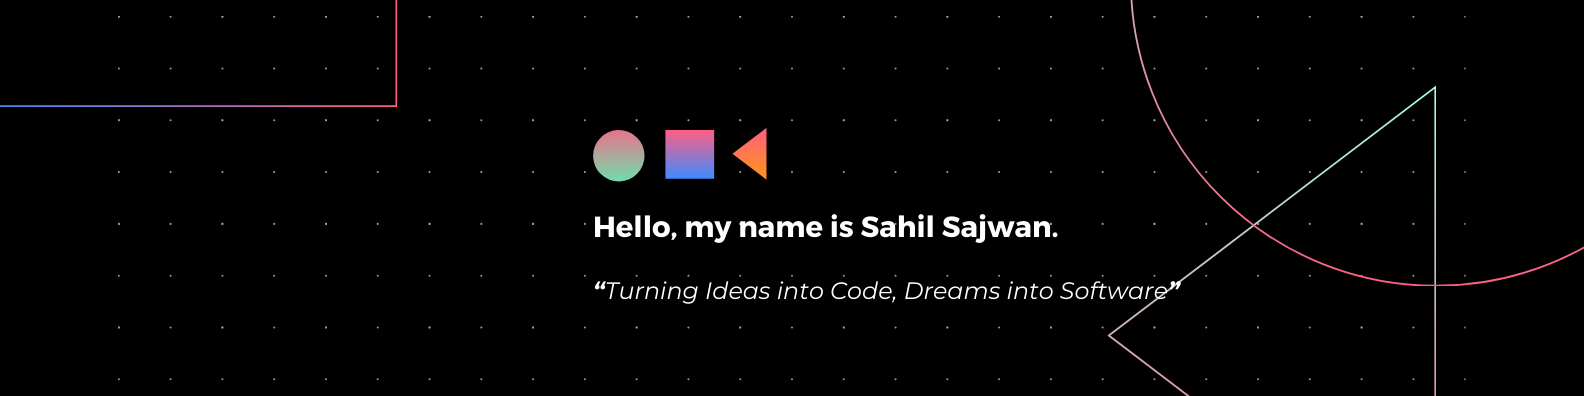 Hello, my name is Sahil Sajwan.
“Turning Ideas into Code, Dreams into Software”